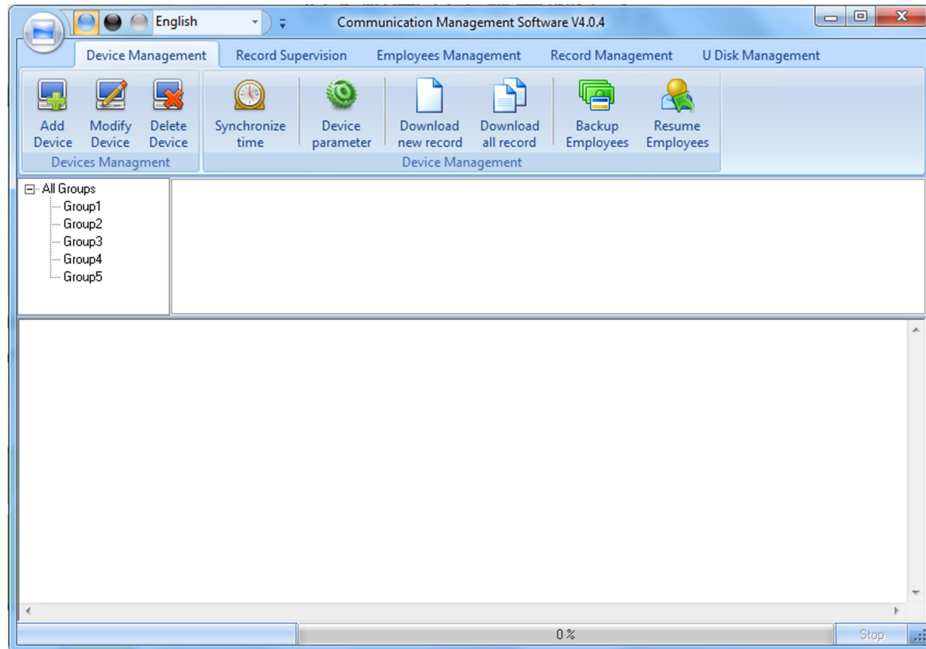 English
Communication Management Software V4.0.4
Device Management Record Supervision Employees Management Record Management U Disk Management
Add Device
Modify Device
Delete Device
Synchronize time
Device parameter
Download new record
Download all record
Backup Employees
Resume Employees
Devices Managment
Device Management
All Groups
Group1
Group2
Group3
Group4
Group5
0 %
Stop